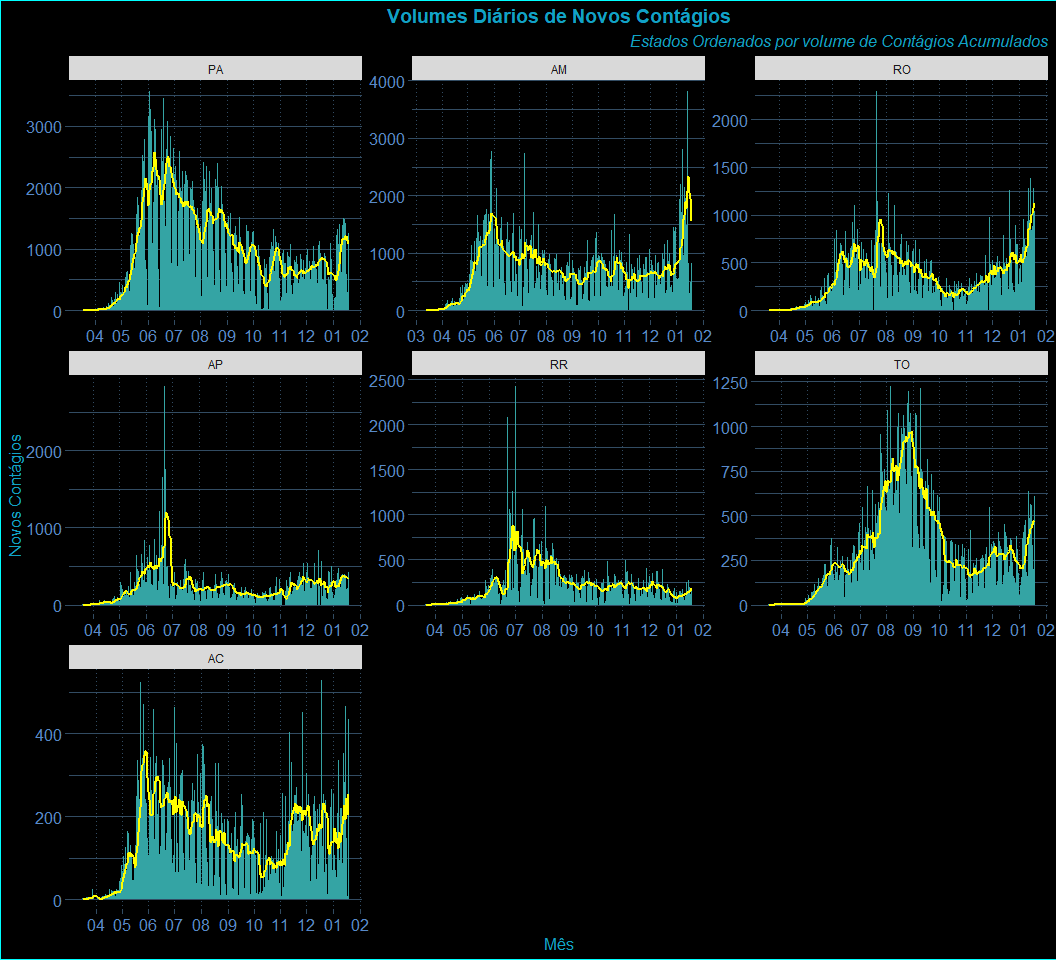 Volumes Diários de Novos Contágios
Estados Ordenados por volume de Contágios Acumulados
PA
3000
2000
1000
0
04 05 06 07 08 09 10 11 12 01 02
AM
4000
3000
2000
1000
0
03 04 05 06 07 08 09 10 11 12 01 02
RO
2000
1500
1000
500
0
04 05 06 07 08 09 10 11 12 01 02
AP
2000
1000
0
04 05 06 07 08 09 10 11 12 01 02
RR
2500
2000
1500
1000
500
0
04 05 06 07 08 09 10 11 12 01 02
TO
1250
1000
750
500
250
0
04 05 06 07 08 09 10 11 12 01 02
AC
400
200
0
04 05 06 07 08 09 10 11 12 01 02
Novos Contágios
Mês